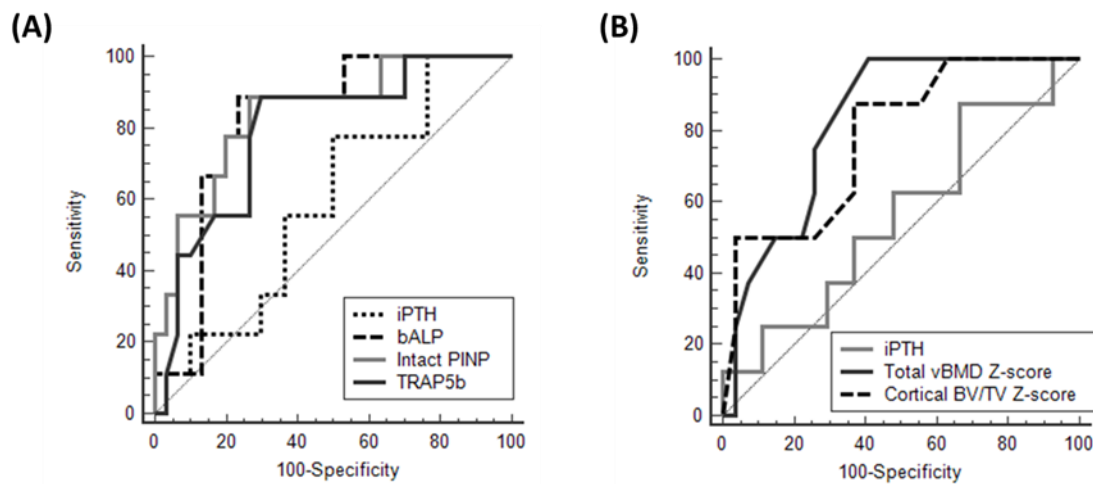 (A)
100
80
60
40
20
0
Sensitivity
0 20 40 60 80 100
100-Specificity
iPTH
bALP
Intact PINP
TRAP5b
(B)
100
80
60
40
20
0
Sensitivity
0 20 40 60 80 100
100-Specificity
iPTH
Total vBMD Z-score
Cortical BV/TV Z-score